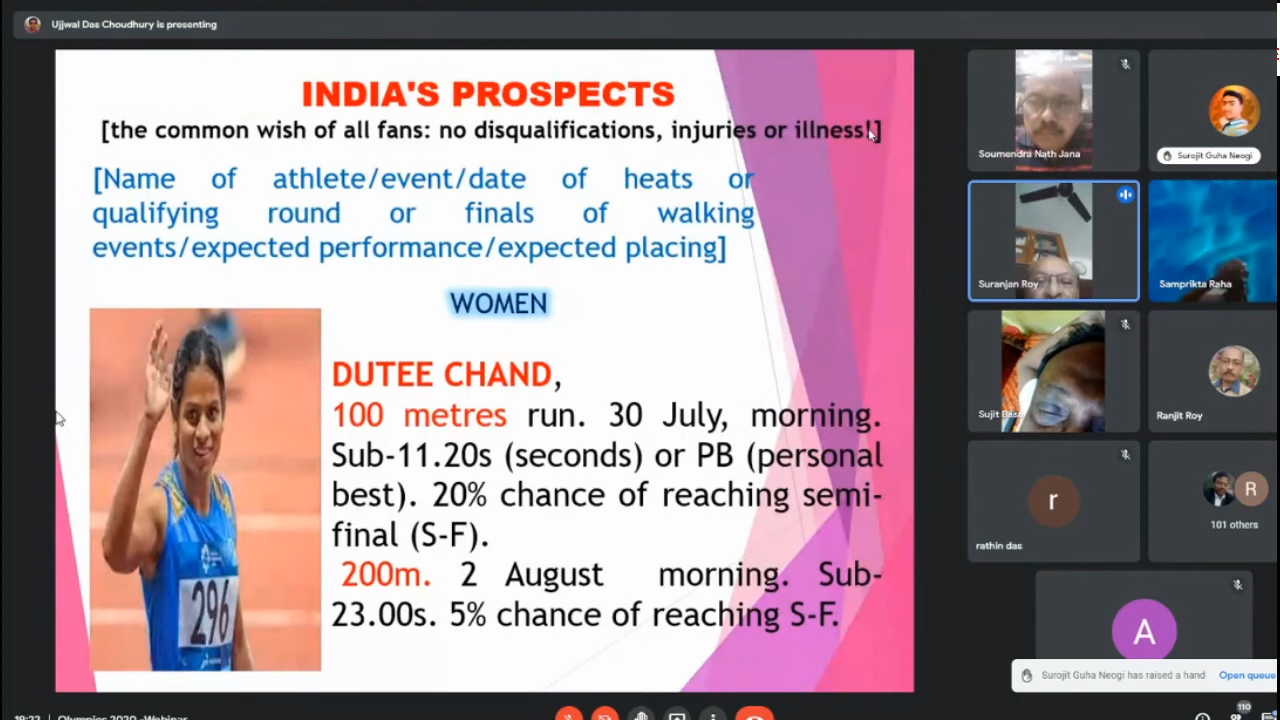 Ujjwal Das Choudhury is presenting
INDIA'S PROSPECTS
[the common wish of all fans: no disqualifications, injuries or illness!]
[Name of athlete/event/date of heats or
qualifying round or finals of walking
events/expected performance/expected placing]
WOMEN
DUTEE CHAND,
100 metres run. 30 July, morning.
Sub-11.20s (seconds) or PB (personal
best). 20% chance of reaching semi-
final (S-F).
200m. 2 August morning. Sub-
23.00s. 5% chance of reaching S-F.
296
Soumendra Nath Jana
Surojit Guha Neogi
Suranjan Roy
Samprikta Raha
Sujit Basu
Ranjit Roy
r
rathin das
R
101 others
A
Surojit Guha Neogi has raised a hand
Open queue
19:22 | Olympics 2020 -Webinar
110